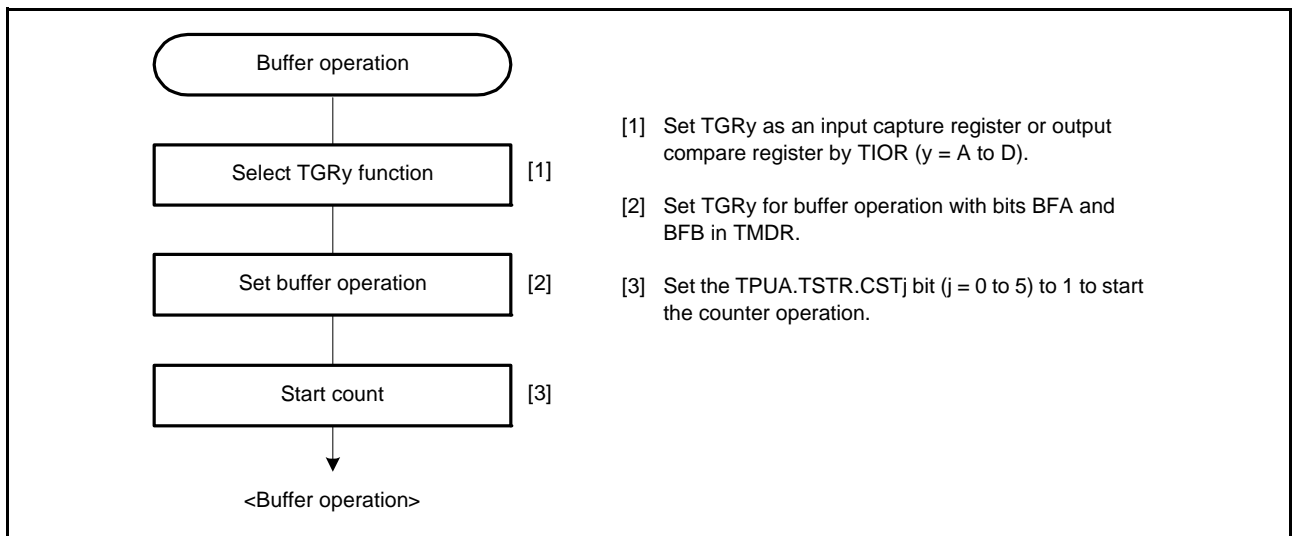 Buffer operation
Select TGRy function
[1]
Set buffer operation
[2]
Start count
[3]
<Buffer operation>
[1] Set TGRy as an input capture register or output
compare register by TIOR (y = A to D).
[2] Set TGRy for buffer operation with bits BFA and
BFB in TMDR.
[3] Set the TPUA.TSTR.CSTj bit (j = 0 to 5) to 1 to start
the counter operation.